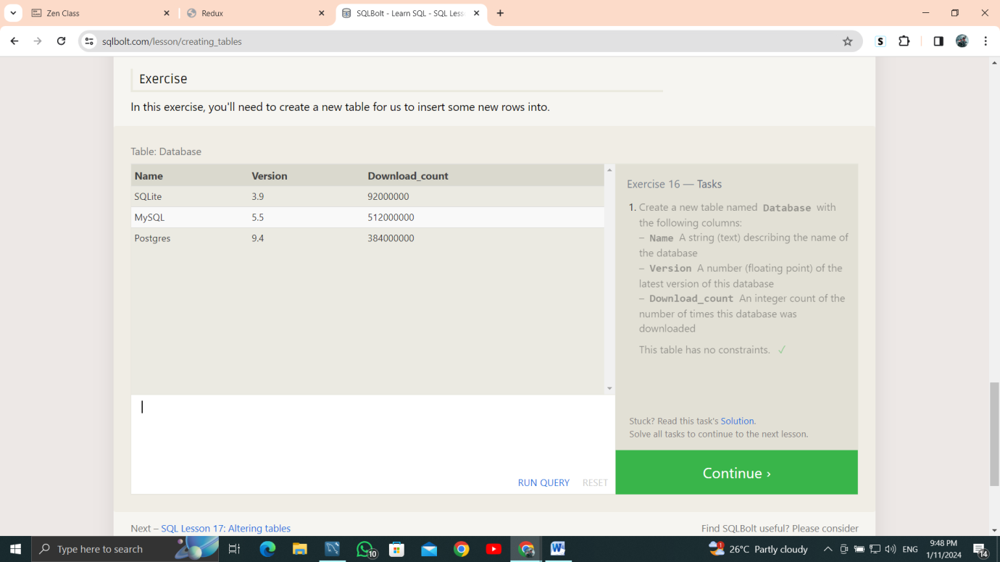 Zen Class
Redux
SQLBolt - Learn SQL - SQL Less
sqlbolt.com/lesson/creating_tables
S
Exercise
In this exercise, you'll need to create a new table for us to insert some new rows into.
Table: Database
Name Version Download_count
SQLite 3.9 92000000
MySQL 5.5 512000000
Postgres 9.4 384000000
Exercise 16 — Tasks
1. Create a new table named Database with
the following columns:
– Name A string (text) describing the name of
the database
– Version A number (floating point) of the
latest version of this database
– Download_count An integer count of the
number of times this database was
downloaded
This table has no constraints. ✓
Stuck? Read this task's Solution.
Solve all tasks to continue to the next lesson.
RUN QUERY RESET
Continue ›
Next – SQL Lesson 17: Altering tables
Find SQLBolt useful? Please consider
Type here to search
10
W
1
26°C Partly cloudy
ENG
9:48 PM
1/11/2024
14